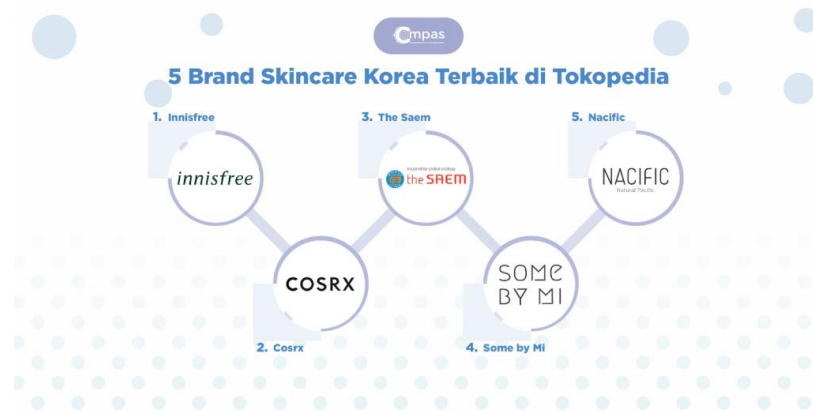 Compas
5 Brand Skincare Korea Terbaik di Tokopedia
1. Innisfree
3. The Saem
5. Nacific
innisfree
the SAEM
NACIFIC
Natural Pacific
COSRX
SOME
BY MI
2. Cosrx
4. Some by Mi